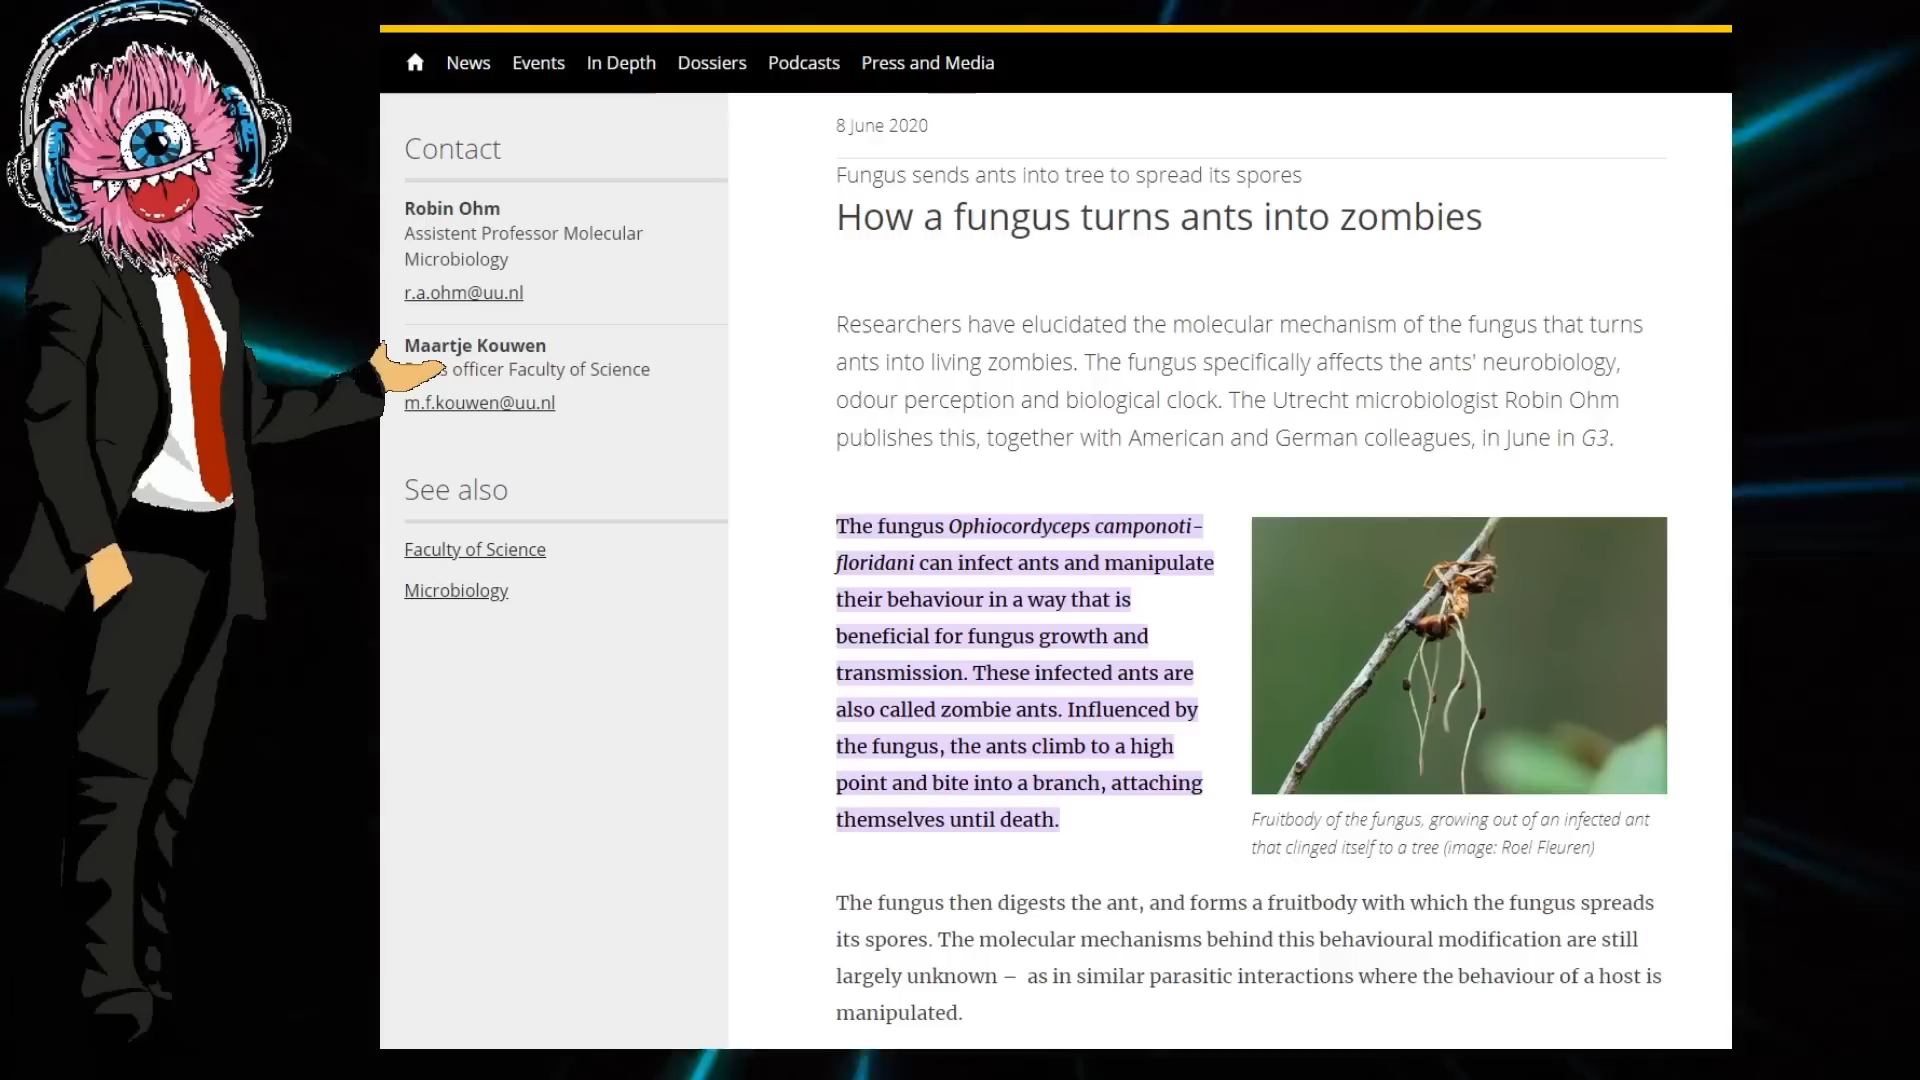 News Events In Depth Dossiers Podcasts Press and Media
Contact
Robin Ohm
Assistent Professor Molecular
Microbiology
r.a.ohm@uu.nl
Maartje Kouwen
officer Faculty of Science
m.f.kouwen@uu.nl
See also
Faculty of Science
Microbiology
8 June 2020
Fungus sends ants into tree to spread its spores
How a fungus turns ants into zombies
Researchers have elucidated the molecular mechanism of the fungus that turns
ants into living zombies. The fungus specifically affects the ants' neurobiology,
odour perception and biological clock. The Utrecht microbiologist Robin Ohm
publishes this, together with American and German colleagues, in June in G3.
The fungus Ophiocordyceps camponoti-
floridani can infect ants and manipulate
their behaviour in a way that is
beneficial for fungus growth and
transmission. These infected ants are
also called zombie ants. Influenced by
the fungus, the ants climb to a high
point and bite into a branch, attaching
themselves until death.
Fruitbody of the fungus, growing out of an infected ant
that clinged itself to a tree (image: Roel Fleuren)
The fungus then digests the ant, and forms a fruitbody with which the fungus spreads
its spores. The molecular mechanisms behind this behavioural modification are still
largely unknown – as in similar parasitic interactions where the behaviour of a host is
manipulated.